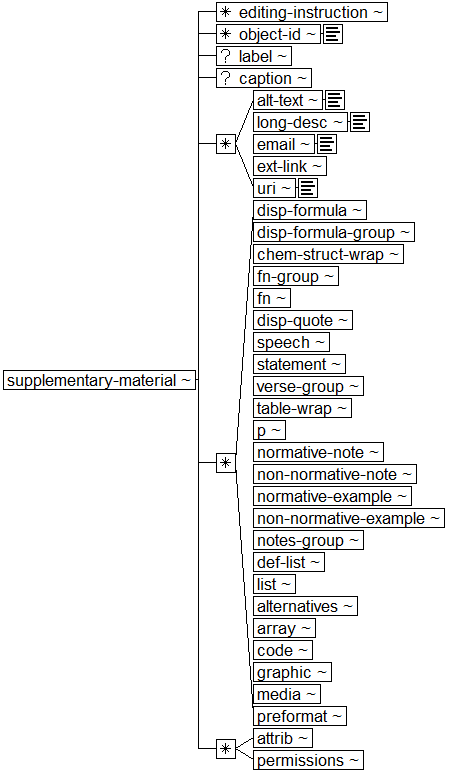 * editing-instruction ~
* object-id ~
? label ~
? caption ~
alt-text ~
long-desc ~
email ~
*
ext-link ~
uri ~
disp-formula ~
disp-formula-group ~
chem-struct-wrap ~
fn-group ~
fn ~
disp-quote ~
speech ~
statement ~
supplementary-material ~
verse-group ~
table-wrap ~
p ~
normative-note ~
*
non-normative-note ~
normative-example ~
non-normative-example ~
notes-group ~
def-list ~
list ~
alternatives ~
array ~
code ~
graphic ~
media ~
preformat ~
attrib ~
*
permissions ~